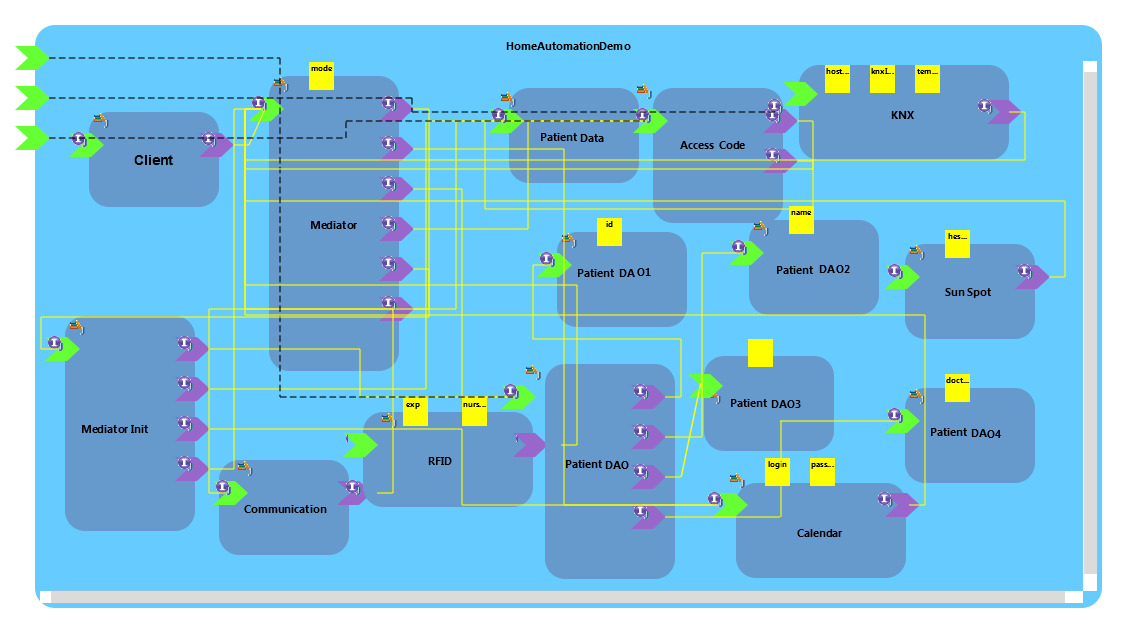 HomeAutomationDemo
mode
host...
knxI...
tem...
Client
Patient Data
Access Code
KNX
Mediator
id
name
hes...
Patient DAO1
Patient DAO2
Sun Spot
Mediator Init
exp
nurs...
Patient DAO3
doct...
Patient DAO4
RFID
Patient DAO
login
pass...
Communication
Calendar